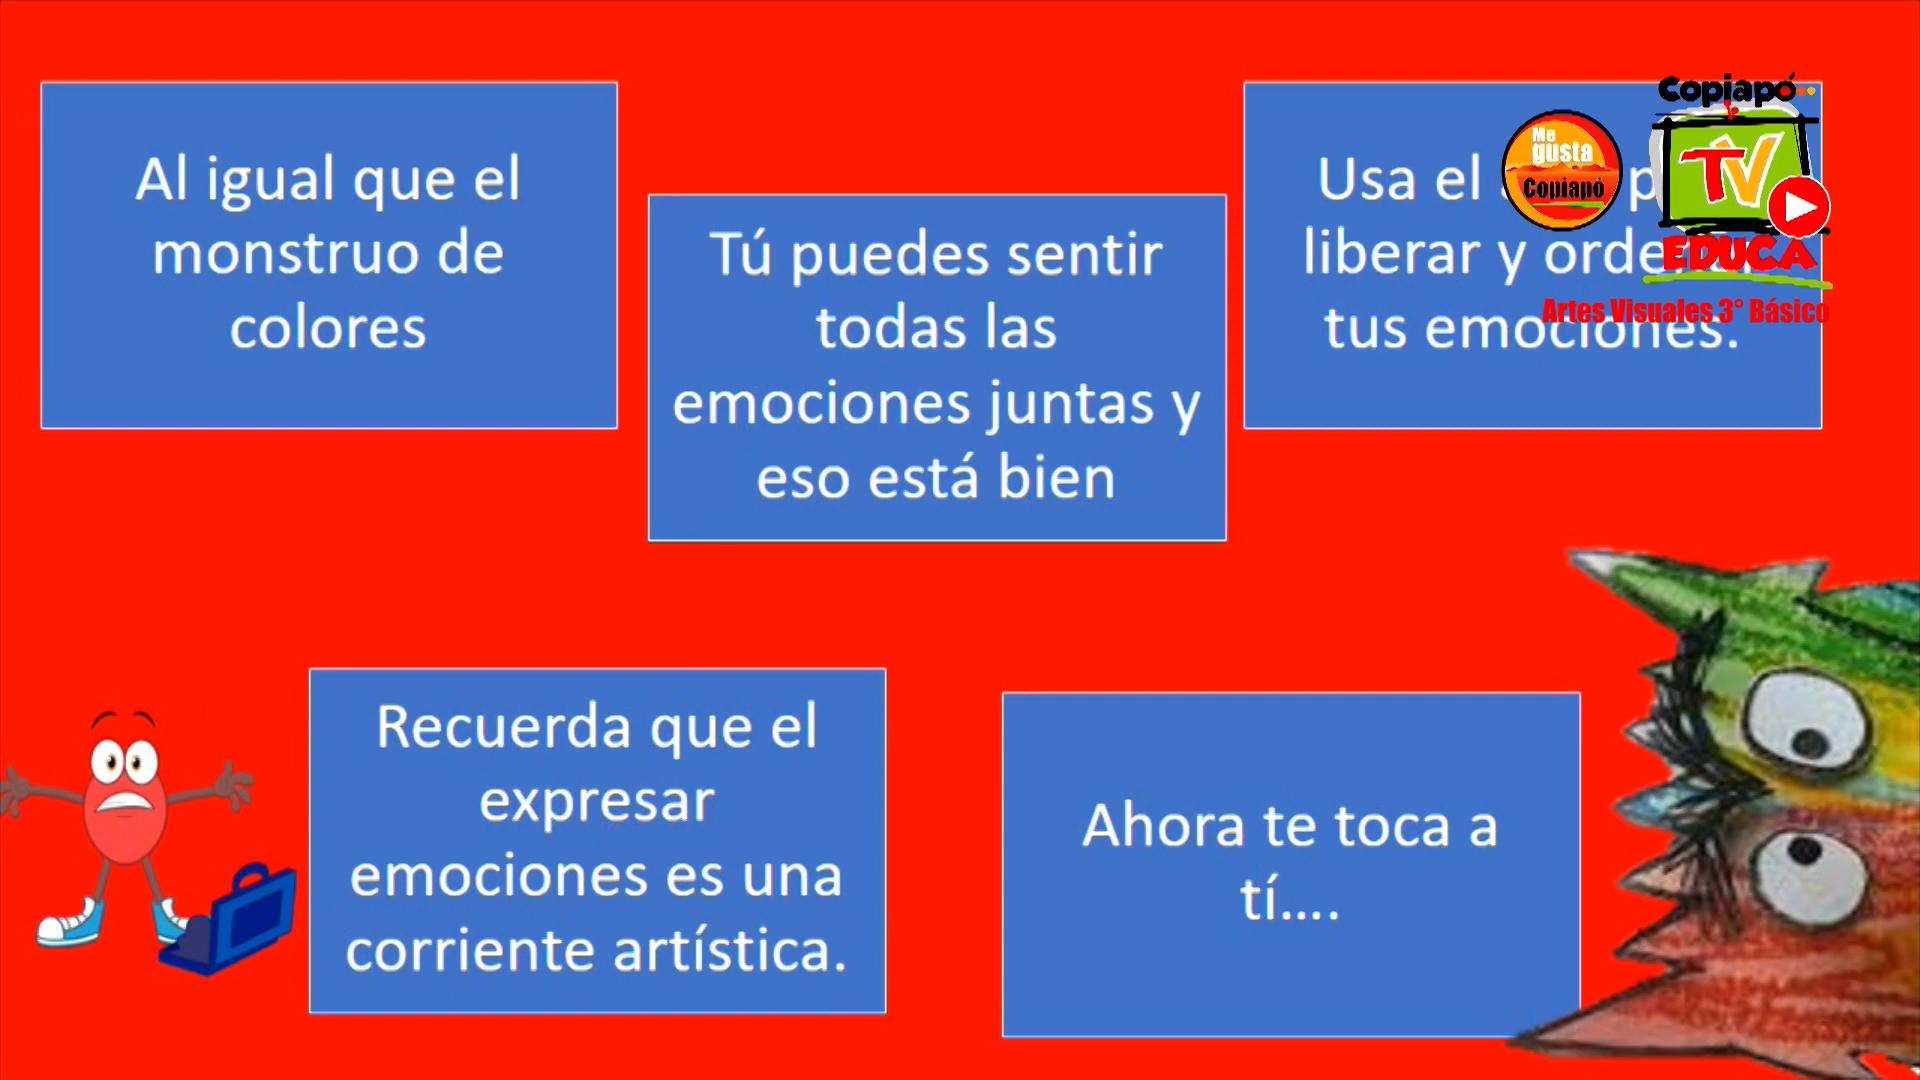 Al igual que el
monstruo de
colores
Tú puedes sentir
todas las
emociones juntas y
eso está bien
Usa el
liberar y
tus emociones.
Recuerda que el
expresar
emociones es una
corriente artística.
Ahora te toca a
tí....
Copiapó
Me
gusta
Copiapó
TV
EDUCA
Artes Visuales 3° Básico